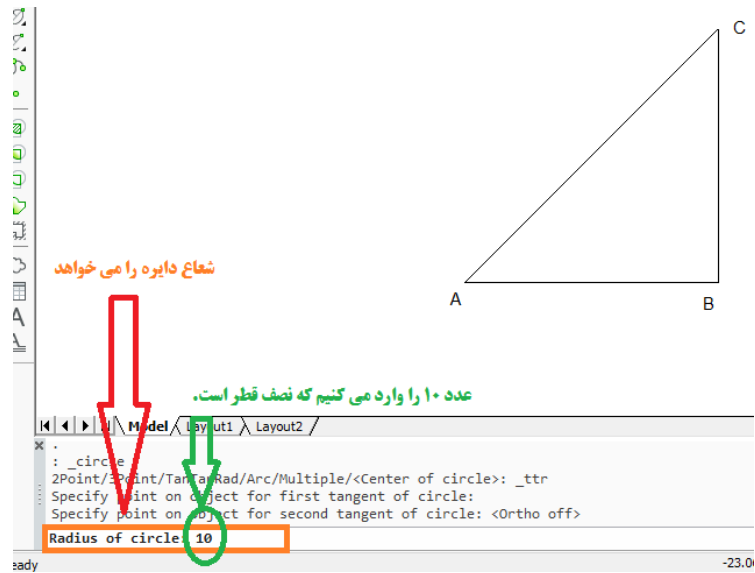 C
A
B
شعاع دایره را می خواهد
عدد ۱۰ را وارد می کنیم که نصف قطر است.
Model Layout1 Layout2
: _circle
2Point/3Point/TanTanRad/Arc/Multiple/<Center of circle>: _ttr
Specify point on object for first tangent of circle:
Specify point on object for second tangent of circle: <Ortho off>
Radius of circle: 10
eady
-23.06